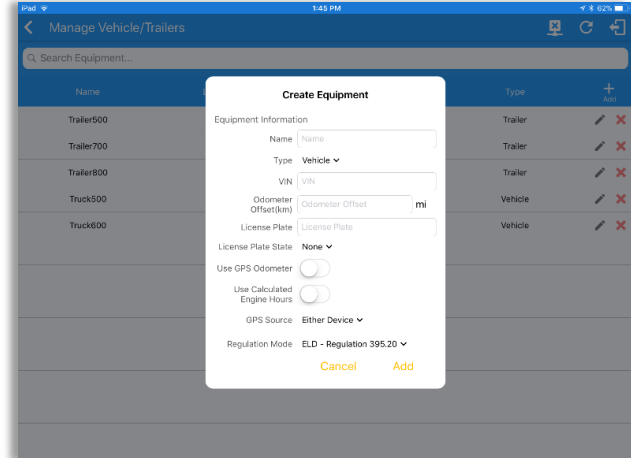 iPad 1:45 PM 62%
Manage Vehicle/Trailers
Search Equipment...
Name Type Add
Create Equipment
Trailer500 Trailer
Equipment Information
Name Name
Trailer700 Trailer
Type Vehicle
Trailer800 Trailer
VIN VIN
Truck500 Vehicle
Odometer
Offset(km) Odometer Offset mi
Truck600 Vehicle
License Plate License Plate
License Plate State None
Use GPS Odometer
Use Calculated
Engine Hours
GPS Source Either Device
Regulation Mode ELD - Regulation 395.20
Cancel Add